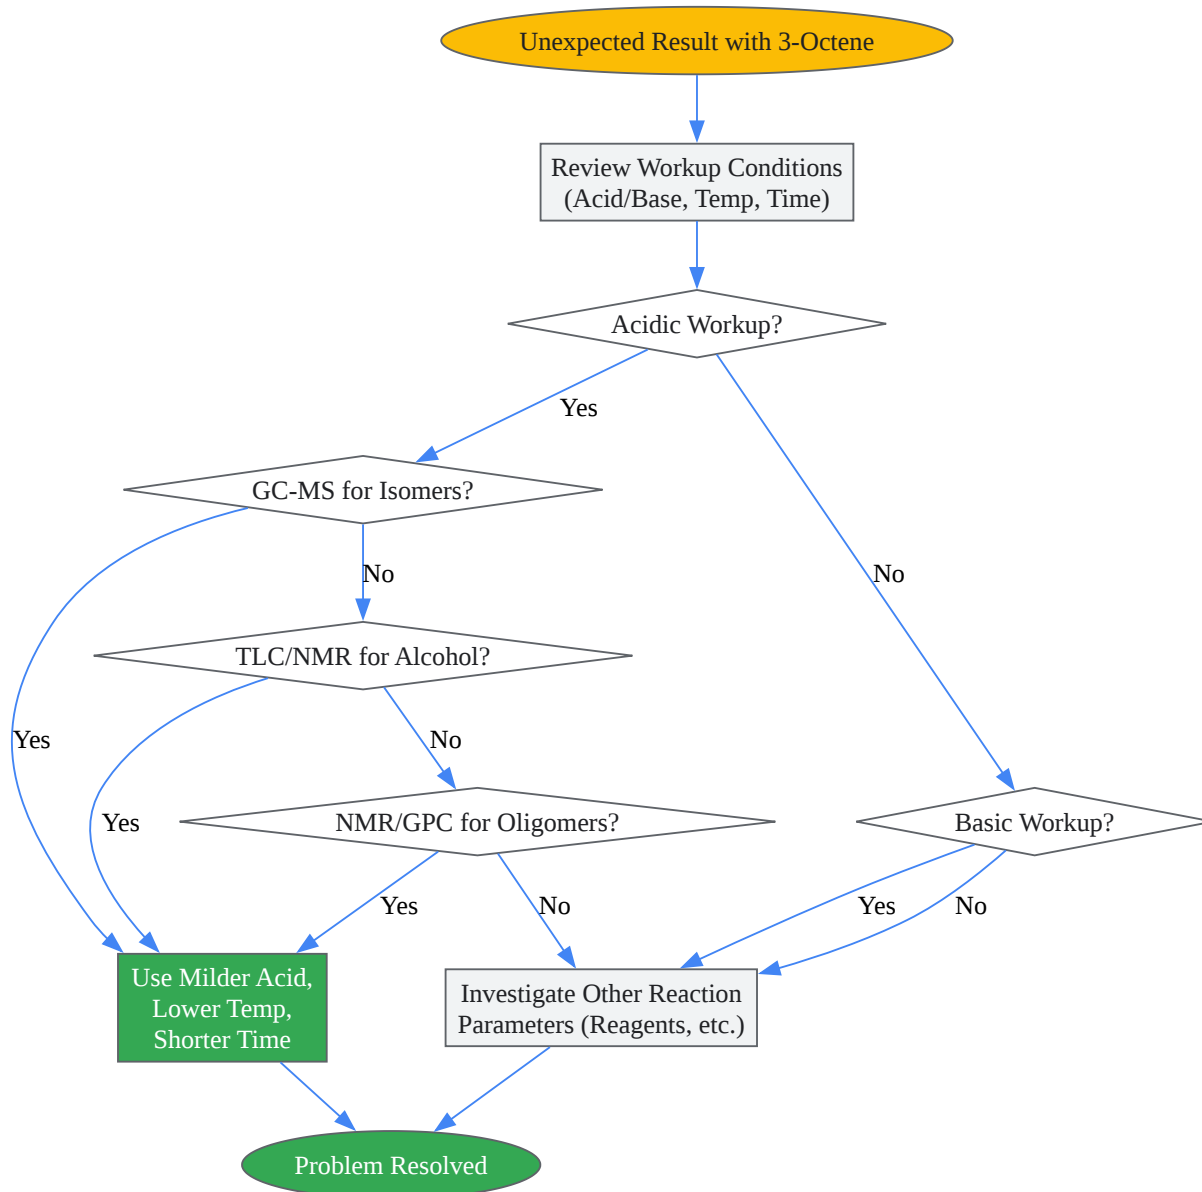 Unexpected Result with 3-Octene
Review Workup Conditions
(Acid/Base, Temp, Time)
Acidic Workup?
Yes
GC-MS for Isomers?
No
No
TLC/NMR for Alcohol?
Yes
No
Yes
NMR/GPC for Oligomers?
Basic Workup?
Yes
No
Yes
No
Use Milder Acid,
Lower Temp,
Shorter Time
Investigate Other Reaction
Parameters (Reagents, etc.)
Problem Resolved